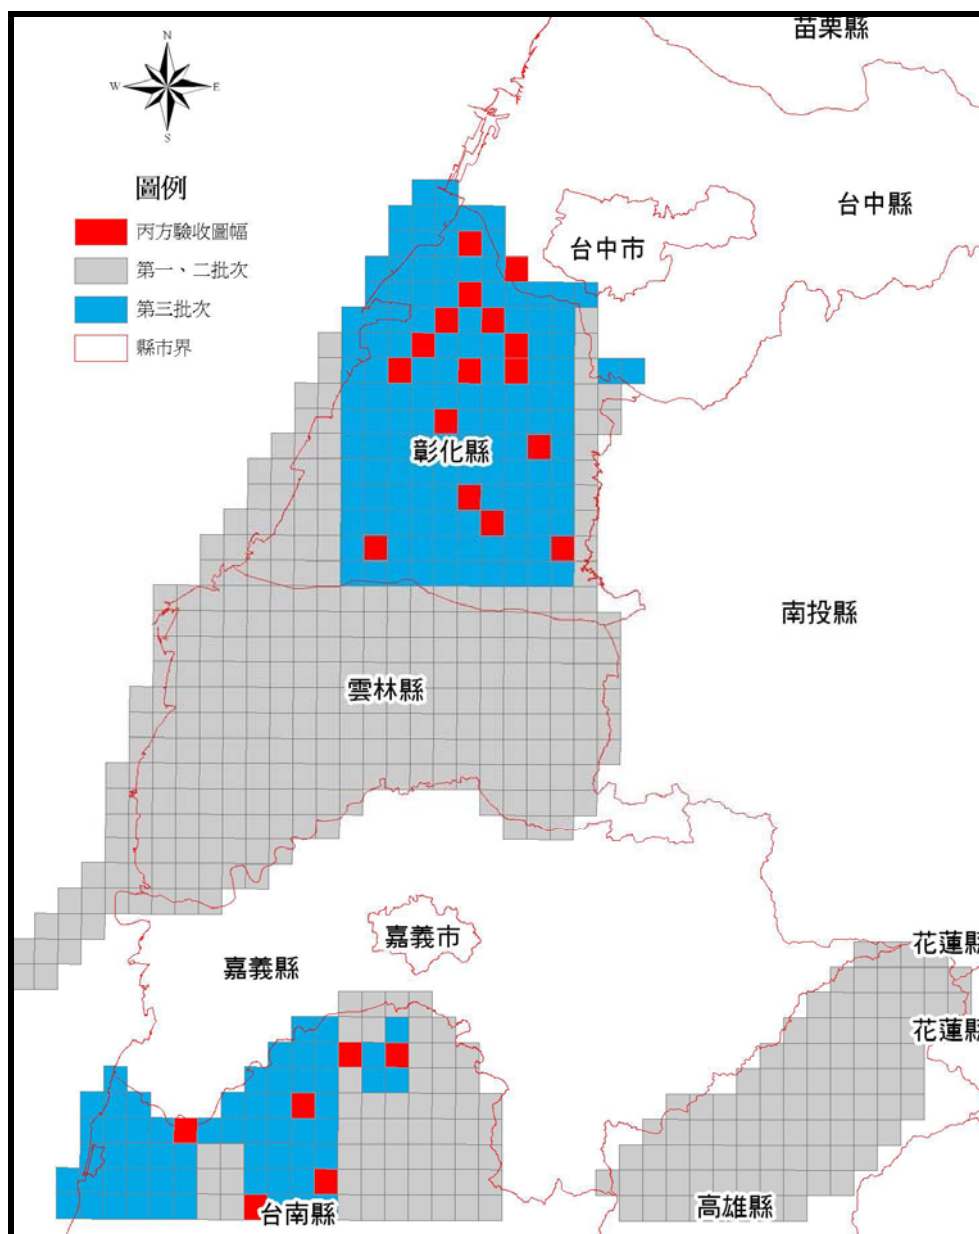 苗栗縣
N
W
E
S
圖例
丙方驗收圖幅
第一、二批次
第三批次
縣市界
台中縣
台中市
彰化縣
南投縣
雲林縣
嘉義市
花蓮縣
嘉義縣
花蓮縣
高雄縣
台南縣